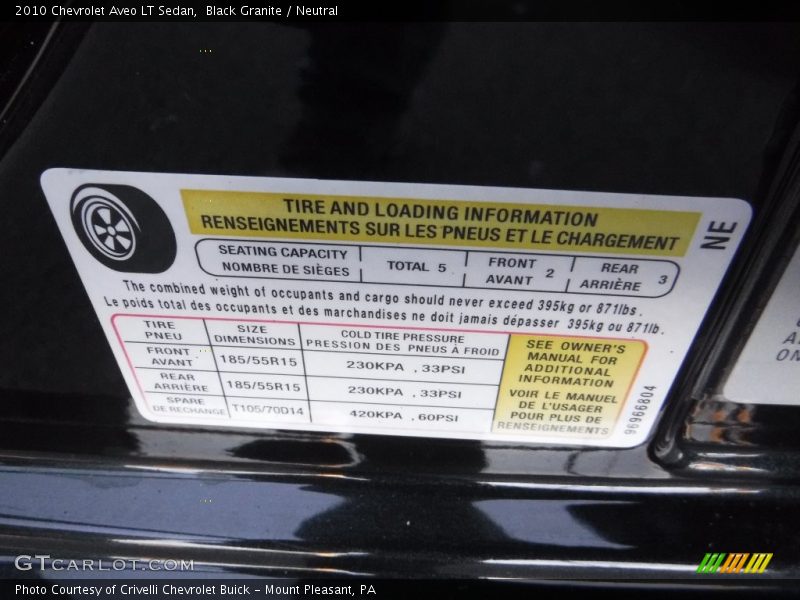 2010 Chevrolet Aveo LT Sedan,  Black Granite / Neutral
TIRE AND LOADING INFORMATION
RENSEIGNEMENTS SUR LES PNEUS ET LE CHARGEMENT
NE
SEATING CAPACITY
NOMBRE DE SIÈGES
TOTAL 5
FRONT
AVANT 2
REAR
ARRIÈRE 3
The combined weight of occupants and cargo should never exceed 395kg or 871lbs.
Le poids total des occupants et des marchandises ne doit jamais dépasser 395kg ou 871lb.
TIRE
PNEU
SIZE
DIMENSIONS
COLD TIRE PRESSURE
PRESSION DES PNEUS À FROID
FRONT
AVANT
185/55R15
230KPA , 33PSI
REAR
ARRIÈRE
185/55R15
230KPA , 33PSI
SPARE
DE RECHANGE
T105/70D14
420KPA , 60PSI
SEE OWNER'S
MANUAL FOR
ADDITIONAL
INFORMATION
VOIR LE MANUEL
DE L'USAGER
POUR PLUS DE
RENSEIGNEMENTS
96966804
GTCARLOT.COM
Photo Courtesy of Crivelli Chevrolet Buick - Mount Pleasant, PA